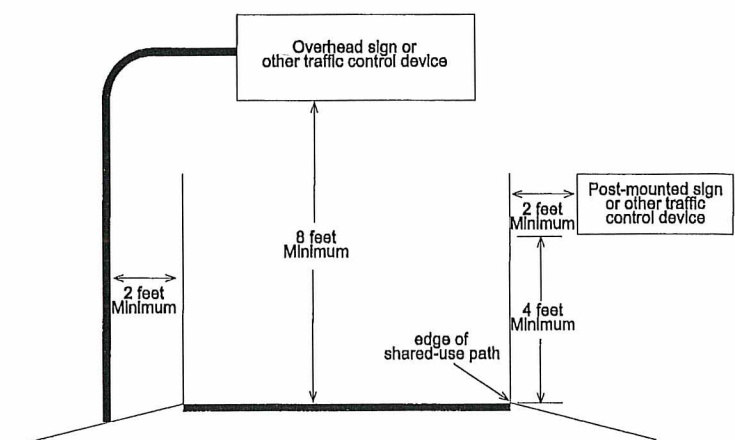 Overhead sign or
other traffic control device
Post-mounted sign
or other traffic
control device
2 feet
Minimum
8 feet
Minimum
2 feet
Minimum
4 feet
Minimum
edge of
shared-use path